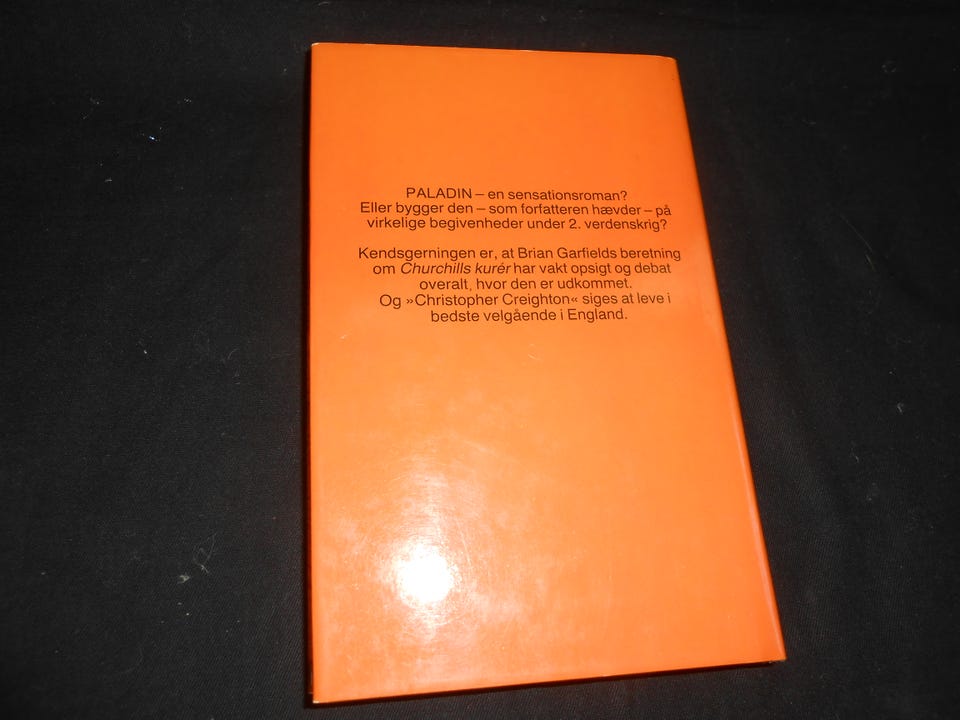 PALADIN – en sensationsroman?
Eller bygger den – som forfatteren hævder – på
virkelige begivenheder under 2. verdenskrig?
Kendsgerningen er, at Brian Garfields beretning
om Churchills kurér har vakt opsigt og debat
overalt, hvor den er udkommet.
Og »Christopher Creighton« siges at leve i
bedste velgående i England.